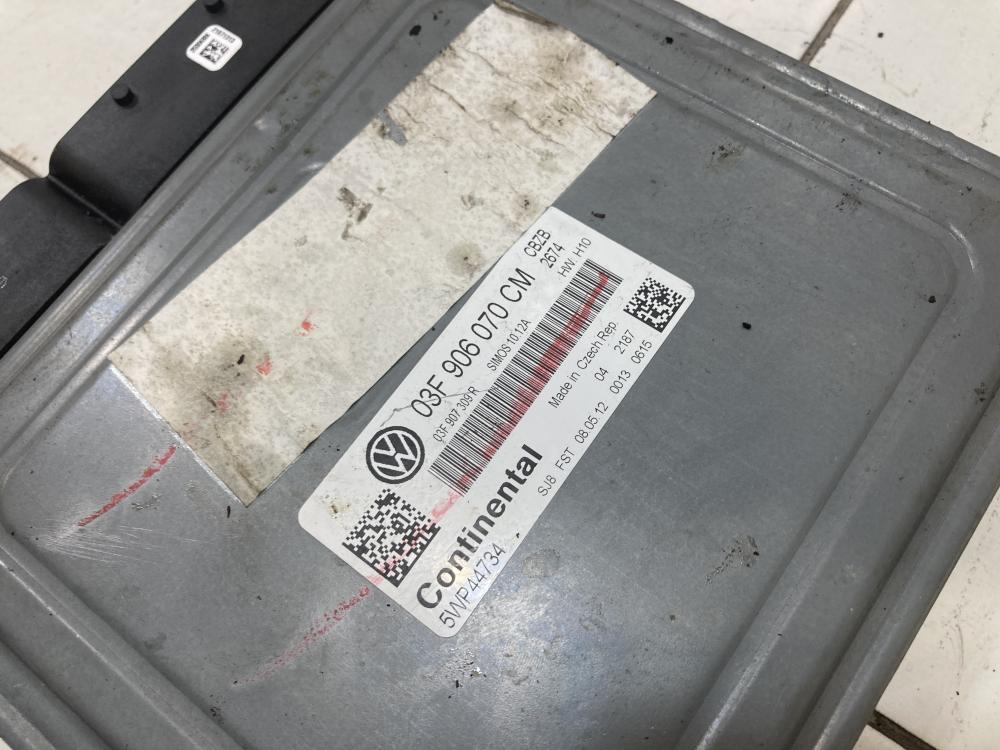 03F 906 070 CM
CBZB
2674
03F 907 309 R
SIMOS 10.12A
HW: H10
Continental
Made in Czech Rep.
04 2187
5WP44734
SJ8 FST 08.05.12 0013 0615